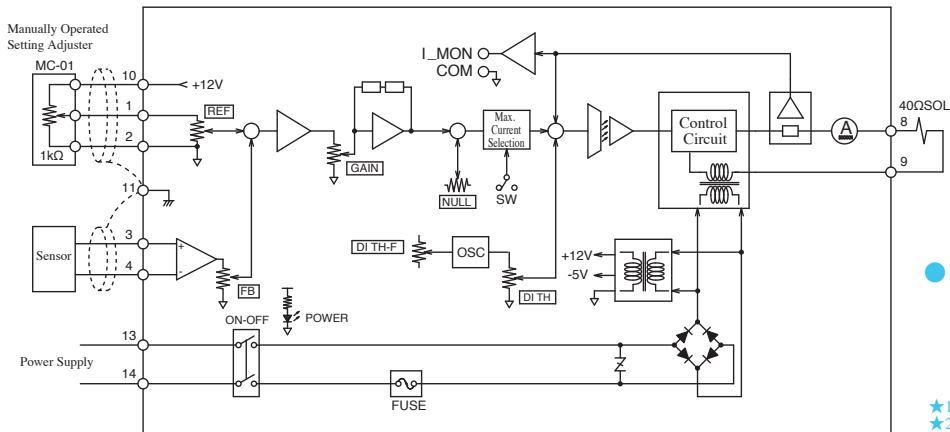 Manually Operated
Setting Adjuster
MC-01
1kΩ
10
1
2
11
Sensor
3
4
13
Power Supply
14
+12V
REF
+
-
FB
GAIN
ON-OFF
POWER
FUSE
I_MON
COM
NULL
Max.
Current
Selection
SW
DI TH-F
OSC
DI TH
+12V
-5V
Control
Circuit
A
40ΩSOL
8
9
★1
★2